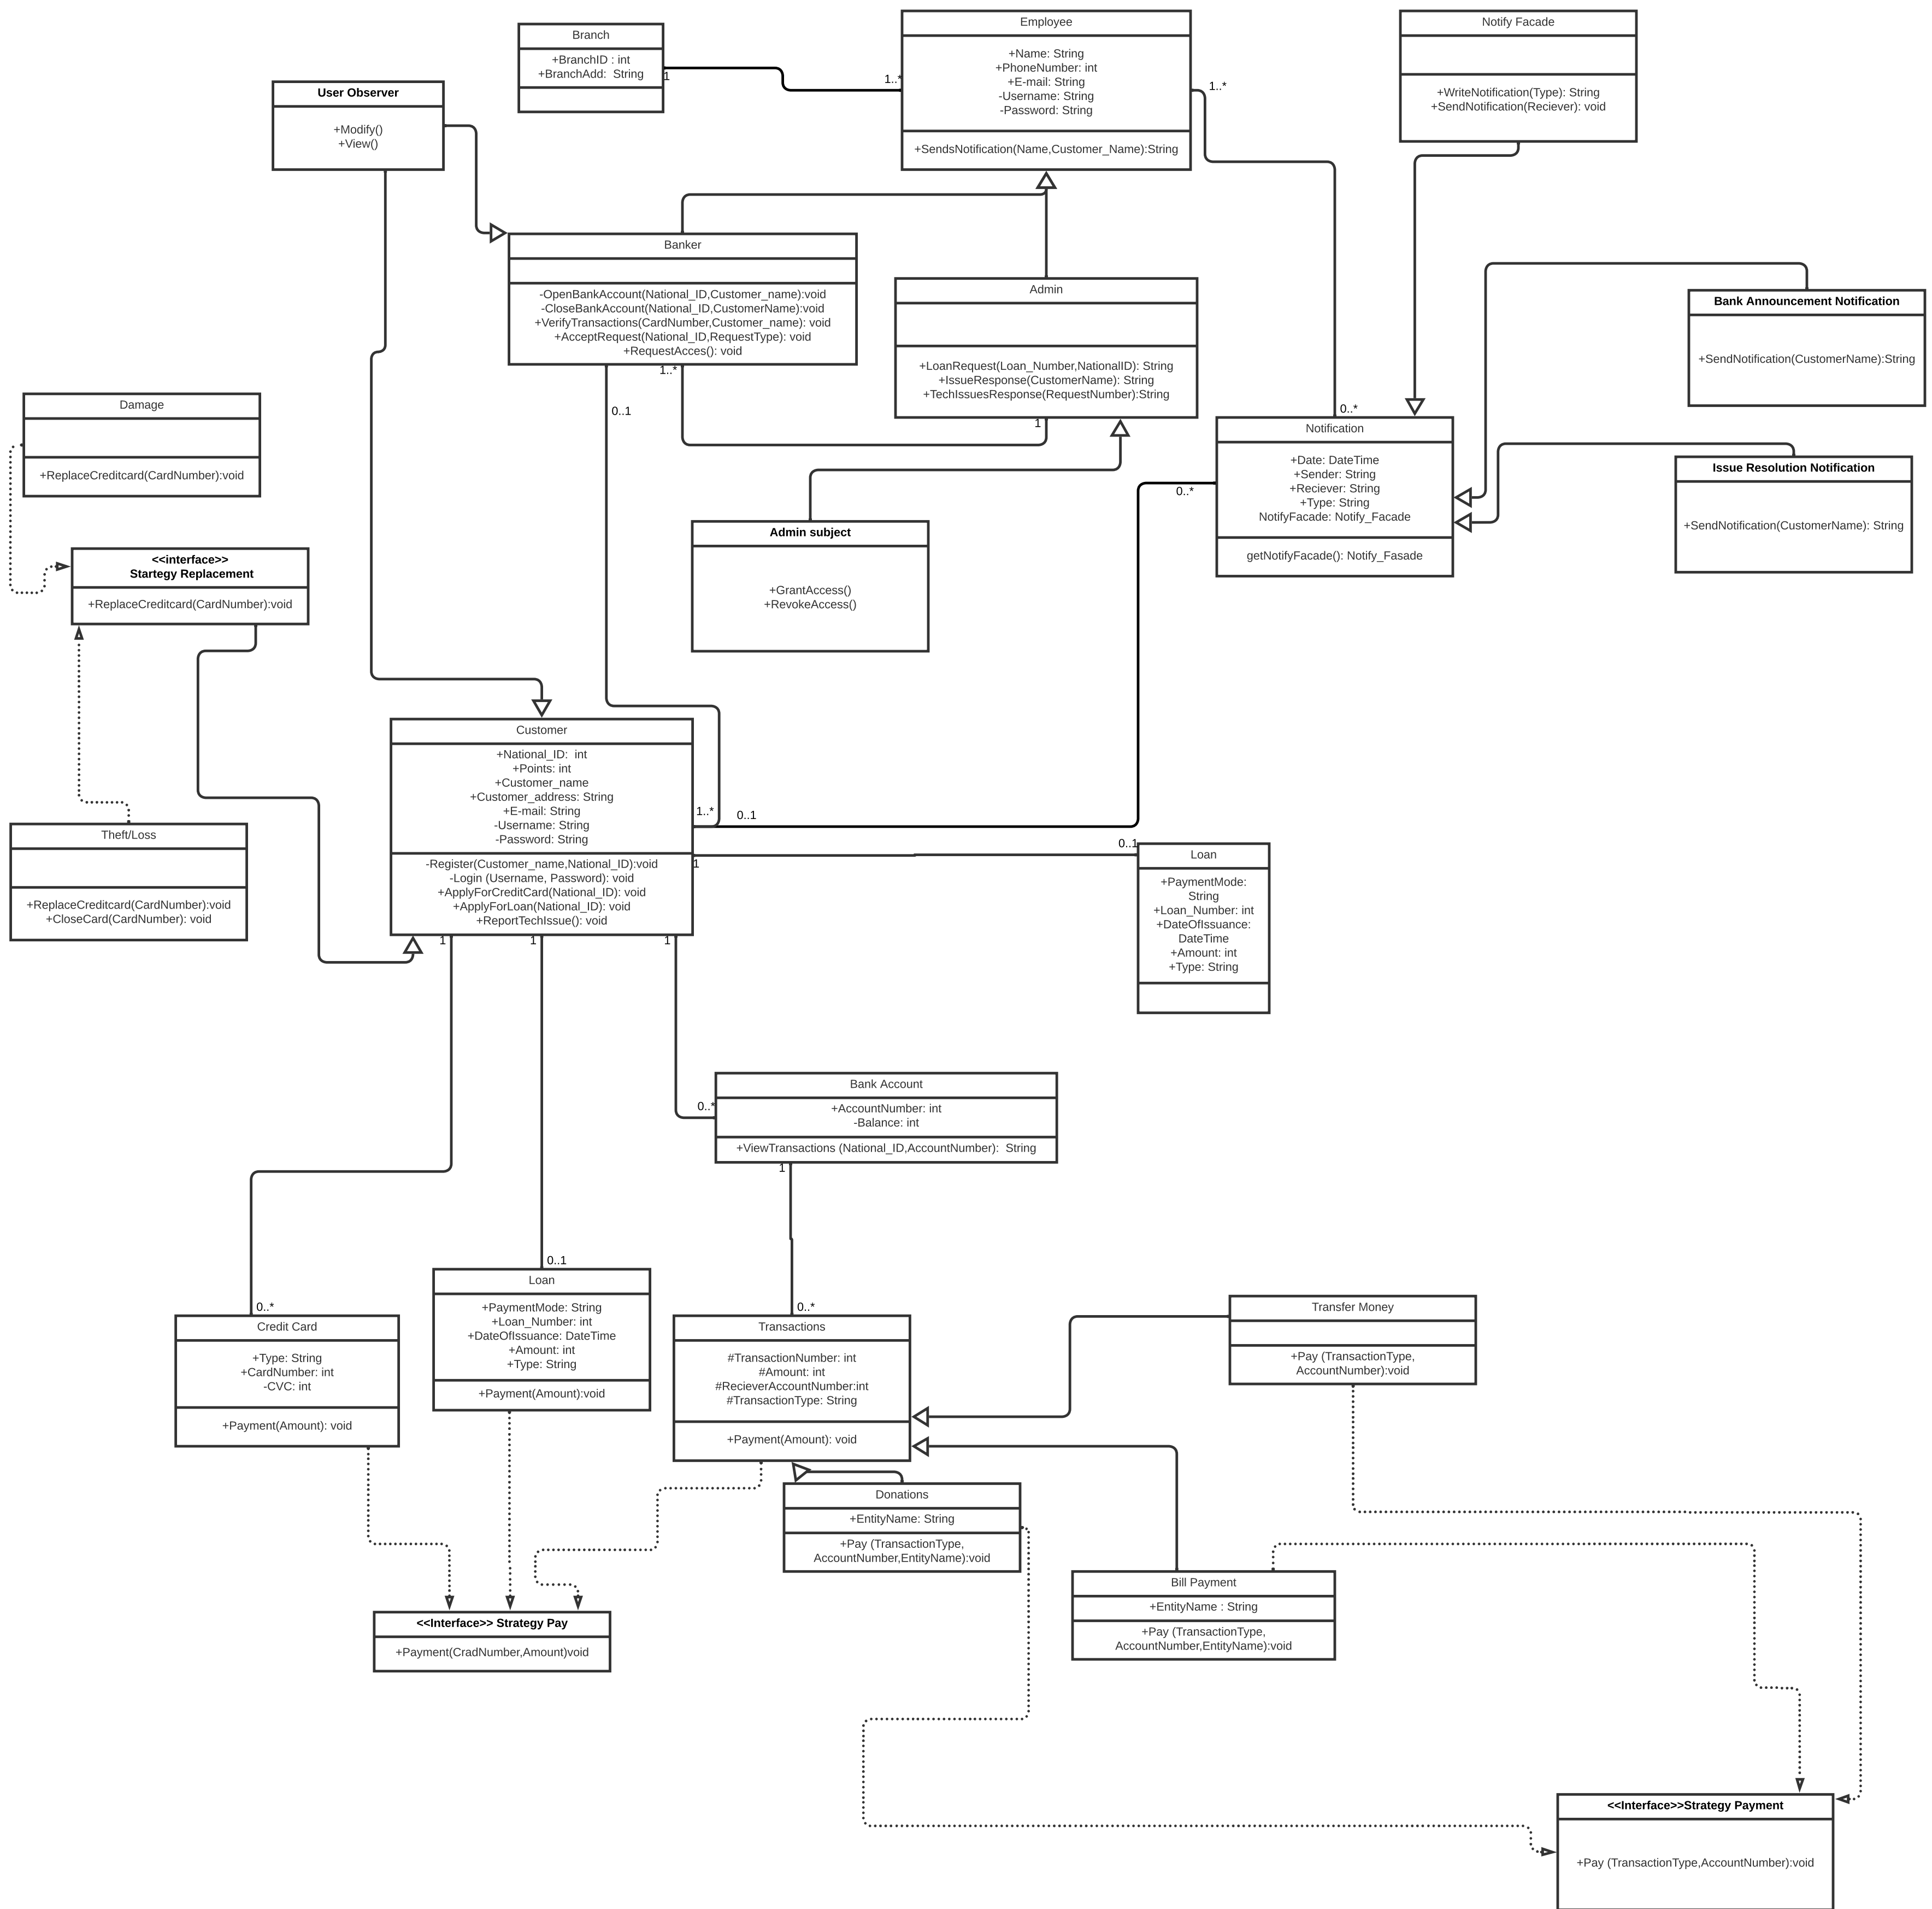 Branch
+BranchID : int
+BranchAdd:  String
1
1..*
Employee
+Name: String
+PhoneNumber: int
+E-mail: String
-Username: String
-Password: String
+SendsNotification(Name,Customer_Name):String
1..*
Notify Facade
+WriteNotification(Type): String
+SendNotification(Reciever): void
User Observer
+Modify()
+View()
Banker
-OpenBankAccount(National_ID,Customer_name):void
-CloseBankAccount(National_ID,CustomerName):void
+VerifyTransactions(CardNumber,Customer_name): void
+AcceptRequest(National_ID,RequestType): void
+RequestAcces(): void
1..*
0..1
Admin
+LoanRequest(Loan_Number,NationalID): String
+IssueResponse(CustomerName): String
+TechIssuesResponse(RequestNumber):String
1
Bank Announcement Notification
+SendNotification(CustomerName):String
Damage
+ReplaceCreditcard(CardNumber):void
0..*
Notification
+Date: DateTime
+Sender: String
+Reciever: String
+Type: String
NotifyFacade: Notify_Facade
getNotifyFacade(): Notify_Fasade
0..*
Issue Resolution Notification
+SendNotification(CustomerName): String
Admin subject
+GrantAccess()
+RevokeAccess()
<<interface>>
Startegy Replacement
+ReplaceCreditcard(CardNumber):void
Customer
+National_ID:  int
+Points: int
+Customer_name
+Customer_address: String
+E-mail: String
-Username: String
-Password: String
-Register(Customer_name,National_ID):void
-Login (Username, Password): void
+ApplyForCreditCard(National_ID): void
+ApplyForLoan(National_ID): void
+ReportTechIssue(): void
1..*
0..1
1
0..1
1
1
1
Theft/Loss
+ReplaceCreditcard(CardNumber):void
+CloseCard(CardNumber): void
Loan
+PaymentMode:
String
+Loan_Number: int
+DateOfIssuance:
DateTime
+Amount: int
+Type: String
0..*
Bank Account
+AccountNumber: int
-Balance: int
+ViewTransactions (National_ID,AccountNumber):  String
1
0..*
Credit Card
+Type: String
+CardNumber: int
-CVC: int
+Payment(Amount): void
0..1
Loan
+PaymentMode: String
+Loan_Number: int
+DateOfIssuance: DateTime
+Amount: int
+Type: String
+Payment(Amount):void
0..*
Transactions
#TransactionNumber: int
#Amount: int
#RecieverAccountNumber:int
#TransactionType: String
+Payment(Amount): void
Transfer Money
+Pay (TransactionType,
AccountNumber):void
Donations
+EntityName: String
+Pay (TransactionType,
AccountNumber,EntityName):void
Bill Payment
+EntityName : String
+Pay (TransactionType,
AccountNumber,EntityName):void
<<Interface>> Strategy Pay
+Payment(CradNumber,Amount)void
<<Interface>>Strategy Payment
+Pay (TransactionType,AccountNumber):void